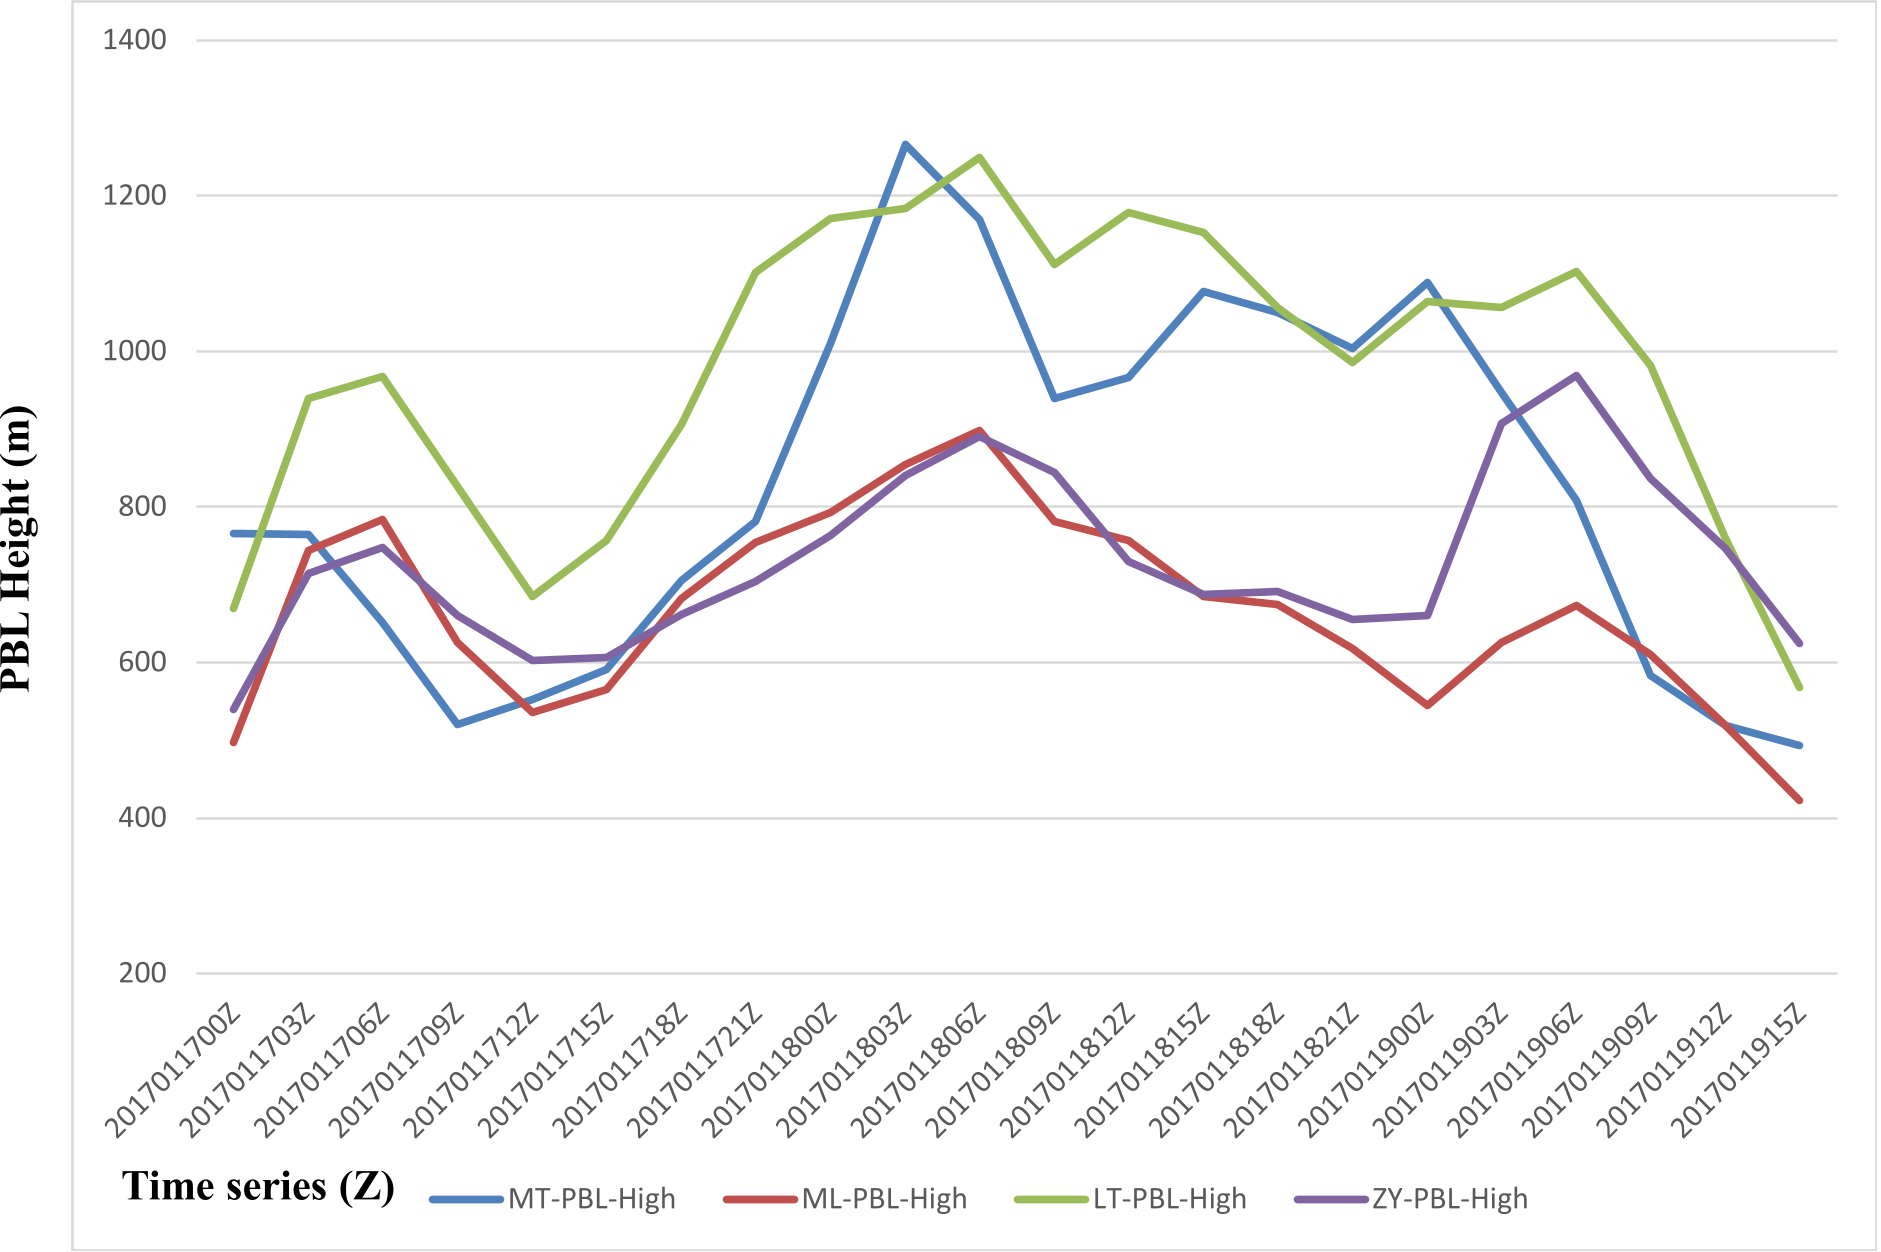 1400
1200
1000
800
600
400
200
PBL Height (m)
2017011700Z
2017011703Z
2017011706Z
2017011709Z
2017011712Z
2017011715Z
2017011718Z
2017011721Z
2017011800Z
2017011803Z
2017011806Z
2017011809Z
2017011812Z
2017011815Z
2017011818Z
2017011821Z
2017011900Z
2017011903Z
2017011906Z
2017011909Z
2017011912Z
2017011915Z
Time series (Z)
MT-PBL-High
ML-PBL-High
LT-PBL-High
ZY-PBL-High